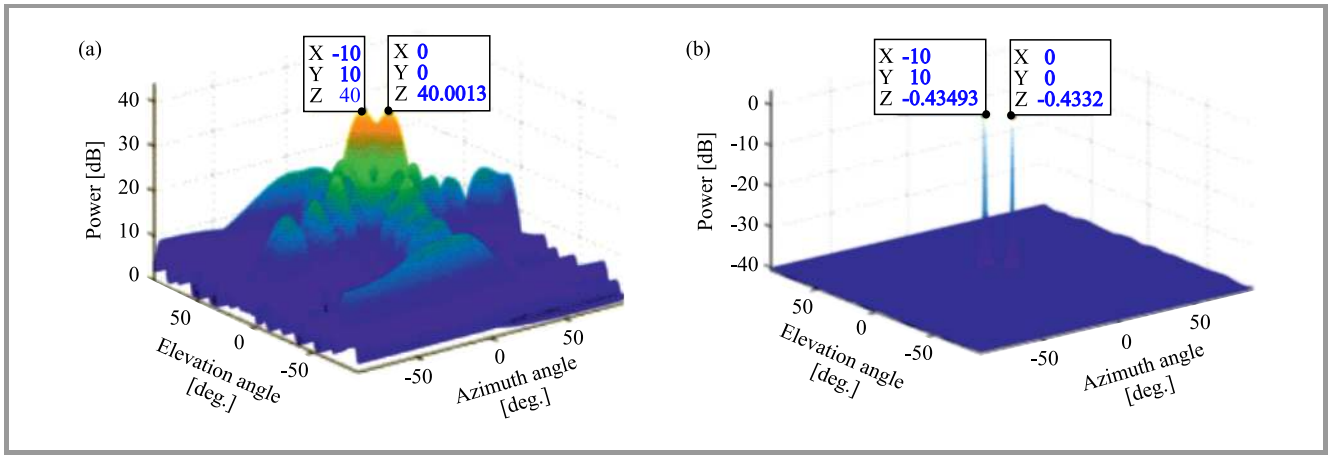 (a)
X -10
Y 10
Z 40
X 0
Y 0
Z 40.0013
Power [dB]
40
30
20
10
0
50
0
-50
Elevation angle
[deg.]
-50
0
50
Azimuth angle
[deg.]
(b)
X -10
Y 10
Z -0.43493
X 0
Y 0
Z -0.4332
Power [dB]
0
-10
-20
-30
-40
50
0
-50
Elevation angle
[deg.]
-50
0
50
Azimuth angle
[deg.]